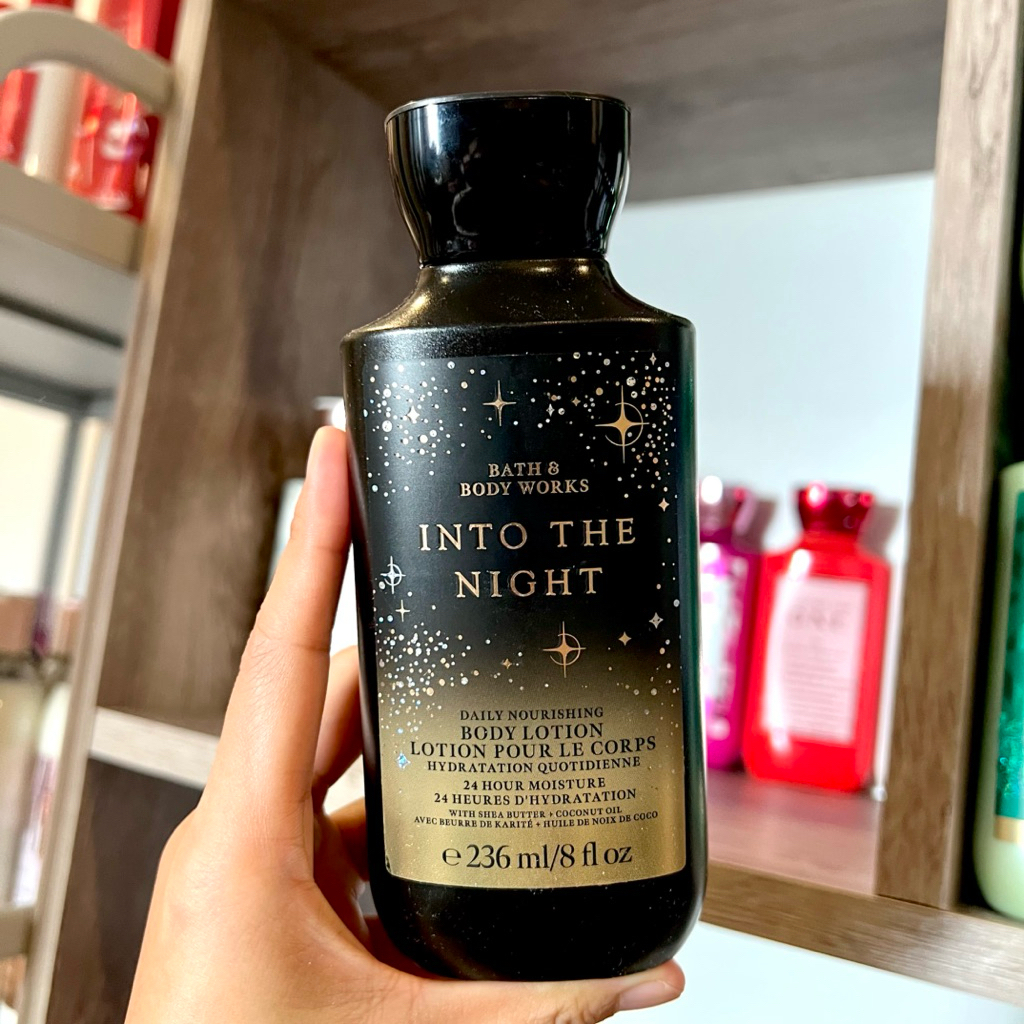 BATH &
BODY WORKS
INTO THE
NIGHT
DAILY NOURISHING
BODY LOTION
LOTION POUR LE CORPS
HYDRATATION QUOTIDIENNE
24 HOUR MOISTURE
24 HEURES D'HYDRATATION
WITH SHEA BUTTER + COCONUT OIL
AVEC BEURRE DE KARITÉ + HUILE DE NOIX DE COCO
℮ 236 ml/8 fl oz